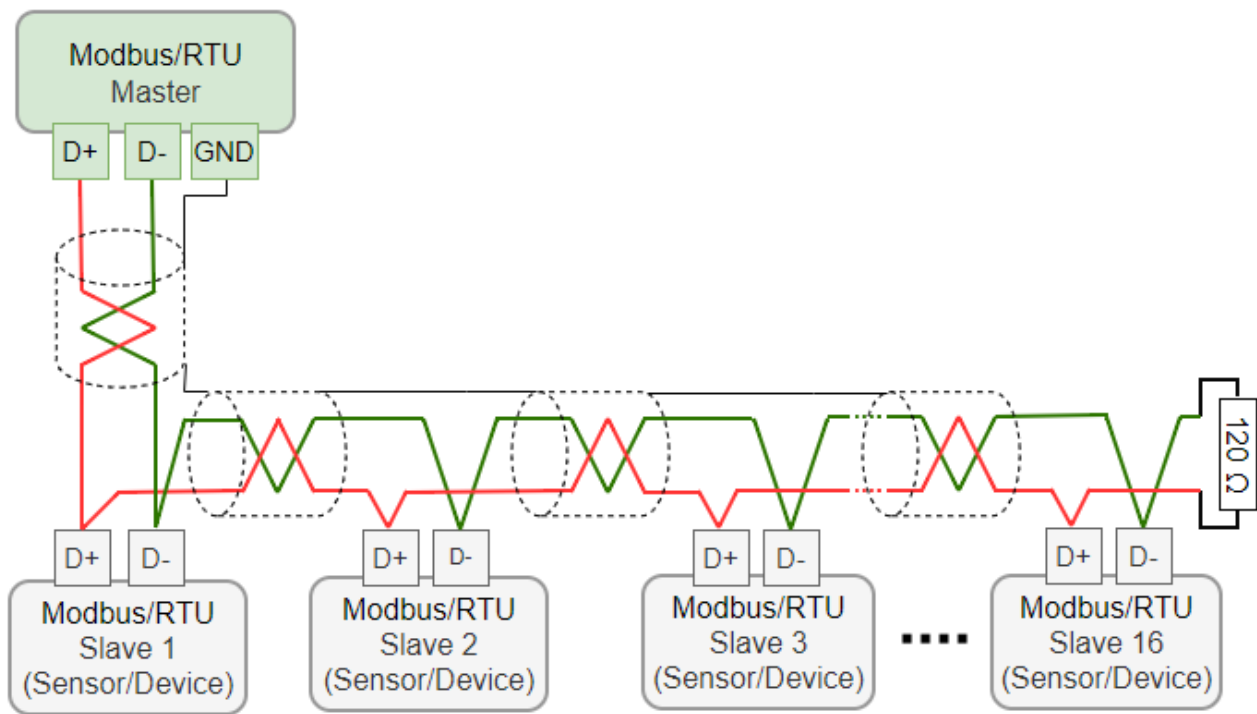 Modbus/RTU
Master
D+ D- GND
120 Ω
D+ D- D+ D- D+ D- D+ D-
Modbus/RTU
Slave 1
(Sensor/Device)
Modbus/RTU
Slave 2
(Sensor/Device)
Modbus/RTU
Slave 3
(Sensor/Device)
Modbus/RTU
Slave 16
(Sensor/Device)